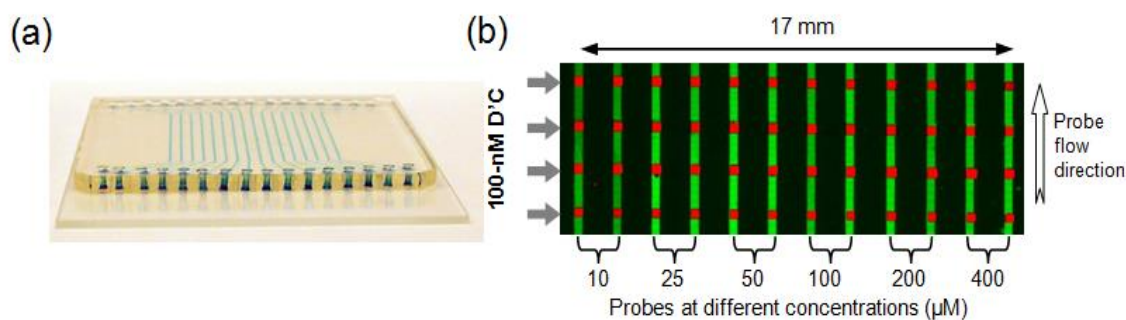 (a)
(b)
17 mm
100-nM D'C
Probe
flow
direction
10 25 50 100 200 400
Probes at different concentrations (µM)